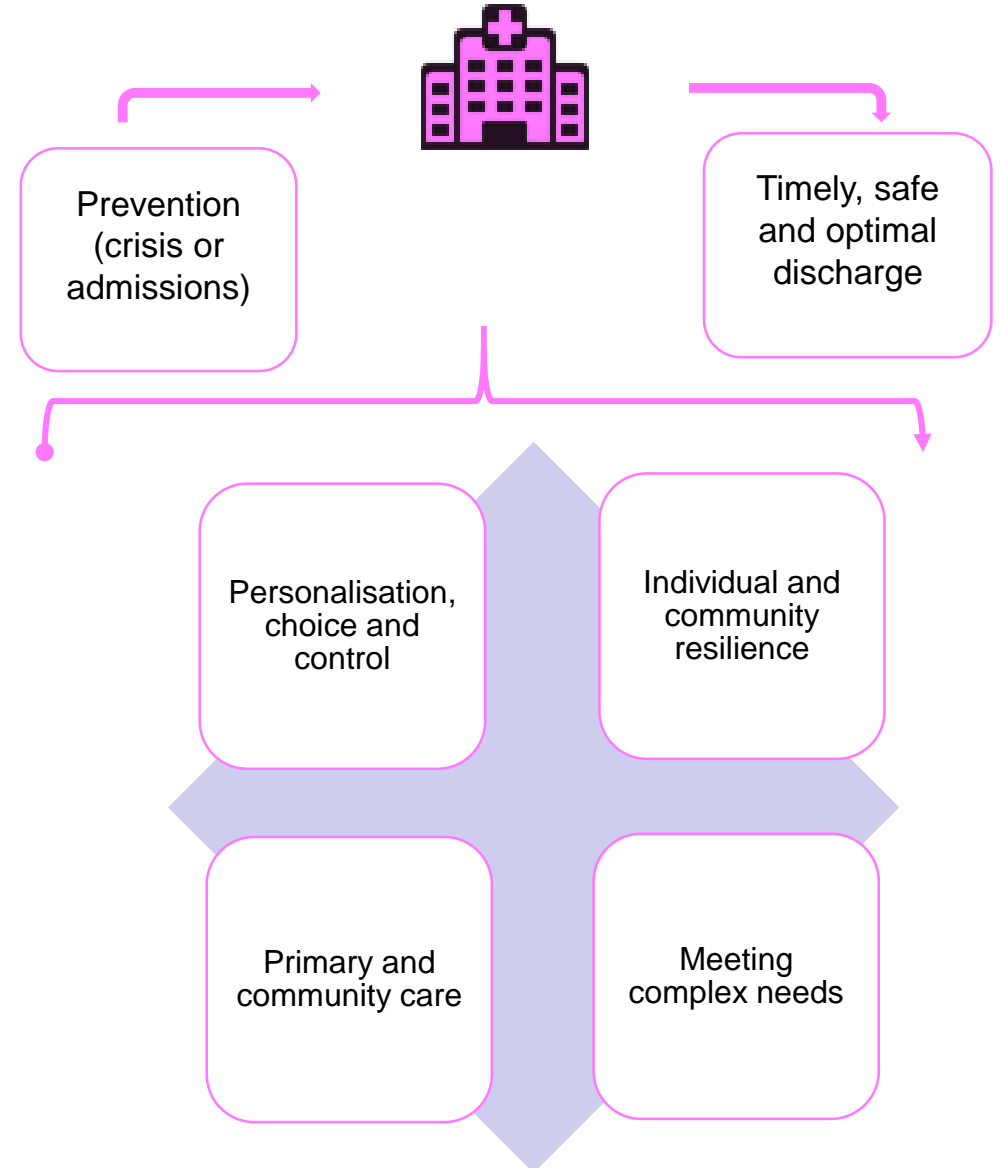 Prevention
(crisis or
admissions)
Timely, safe
and optimal
discharge
Personalisation,
choice and
control
Individual and
community
resilience
Primary and
community care
Meeting
complex needs